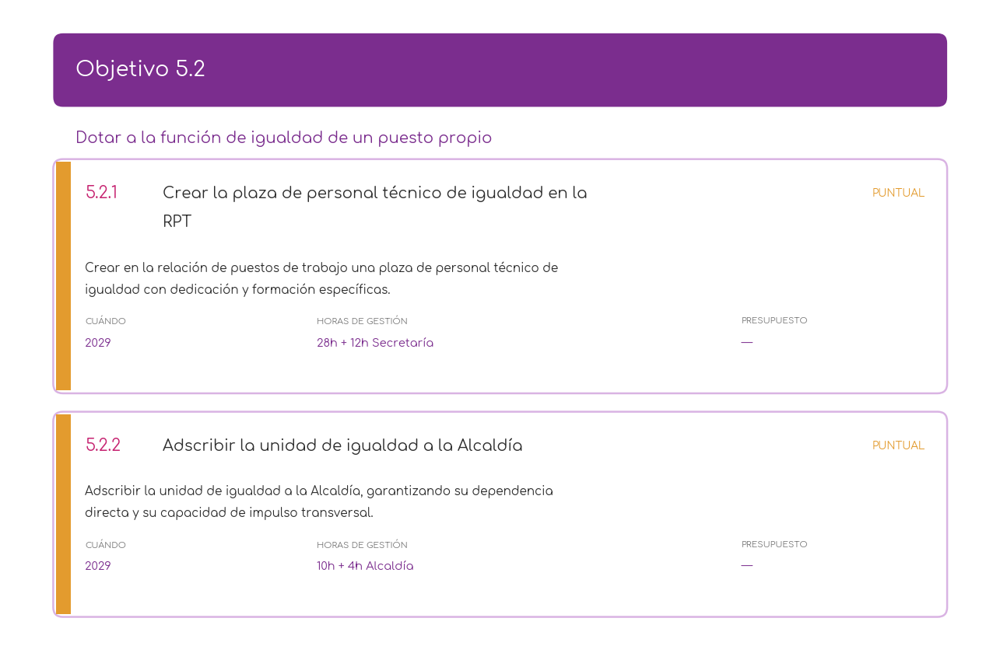 Objetivo 5.2
Dotar a la función de igualdad de un puesto propio
5.2.1 Crear la plaza de personal técnico de igualdad en la PUNTUAL
RPT
Crear en la relación de puestos de trabajo una plaza de personal técnico de
igualdad con dedicación y formación específicas.
CUÁNDO HORAS DE GESTIÓN PRESUPUESTO
2029 28h + 12h Secretaría —
5.2.2 Adscribir la unidad de igualdad a la Alcaldía PUNTUAL
Adscribir la unidad de igualdad a la Alcaldía, garantizando su dependencia
directa y su capacidad de impulso transversal.
CUÁNDO HORAS DE GESTIÓN PRESUPUESTO
2029 10h + 4h Alcaldía —